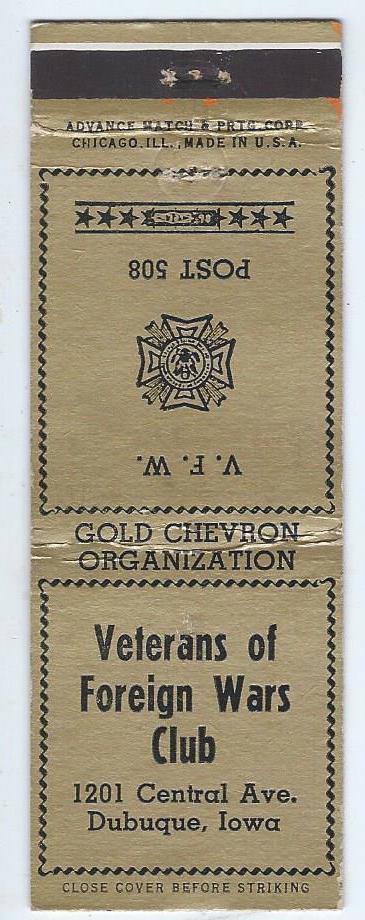 ADVANCE MATCH & PRTG. CORP.
CHICAGO, ILL., MADE IN U.S.A.
V. F. W.
POST 508
GOLD CHEVRON
ORGANIZATION
Veterans of
Foreign Wars
Club
1201 Central Ave.
Dubuque, Iowa
CLOSE COVER BEFORE STRIKING